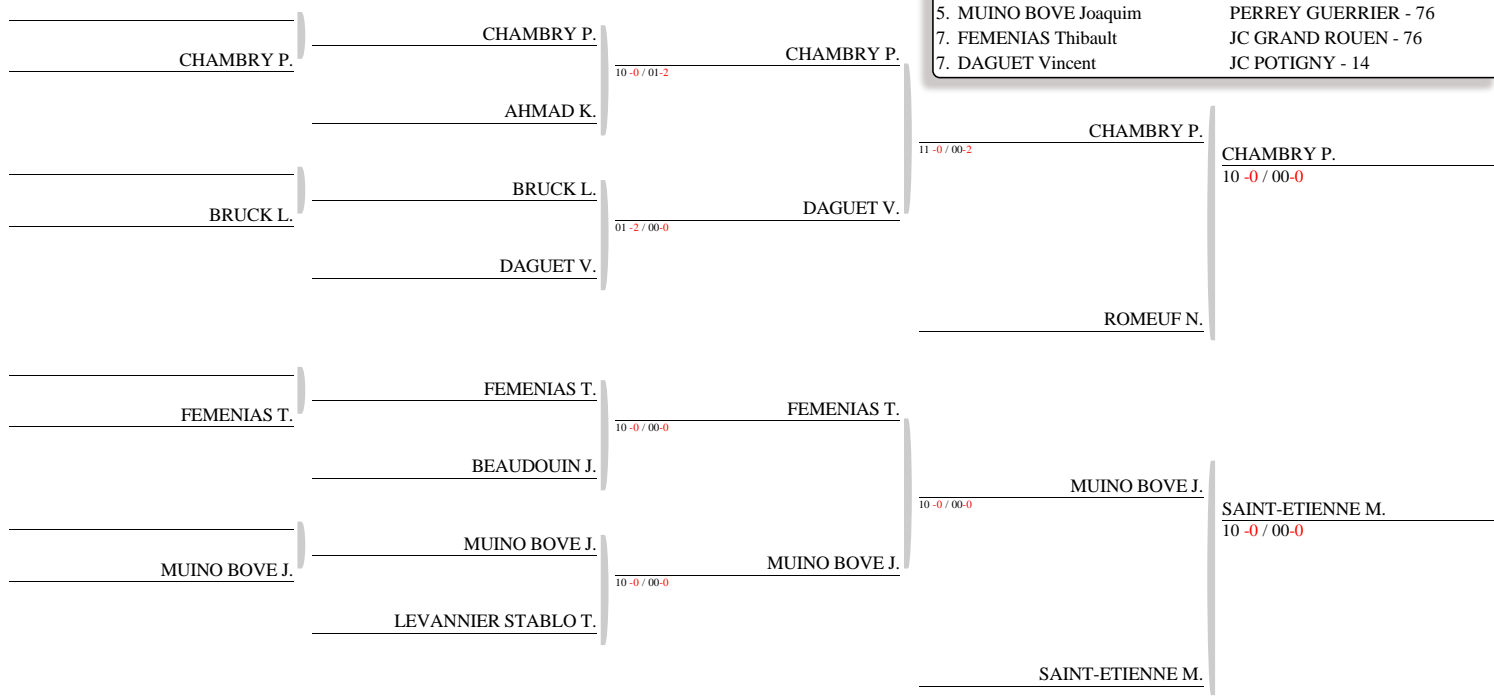 5. MUINO BOVE Joaquim PERREY GUERRIER - 76
7. FEMENIAS Thibault JC GRAND ROUEN - 76
7. DAGUET Vincent JC POTIGNY - 14
CHAMBRY P.
BRUCK L.
FEMENIAS T.
MUINO BOVE J.
CHAMBRY P.
AHMAD K.
BRUCK L.
DAGUET V.
FEMENIAS T.
BEAUDOUIN J.
MUINO BOVE J.
LEVANNIER STABLO T.
CHAMBRY P.
10 -0 / 01-2
DAGUET V.
01 -2 / 00-0
FEMENIAS T.
10 -0 / 00-0
MUINO BOVE J.
10 -0 / 00-0
CHAMBRY P.
11 -0 / 00-2
ROMEUF N.
MUINO BOVE J.
10 -0 / 00-0
SAINT-ETIENNE M.
CHAMBRY P.
10 -0 / 00-0
SAINT-ETIENNE M.
10 -0 / 00-0